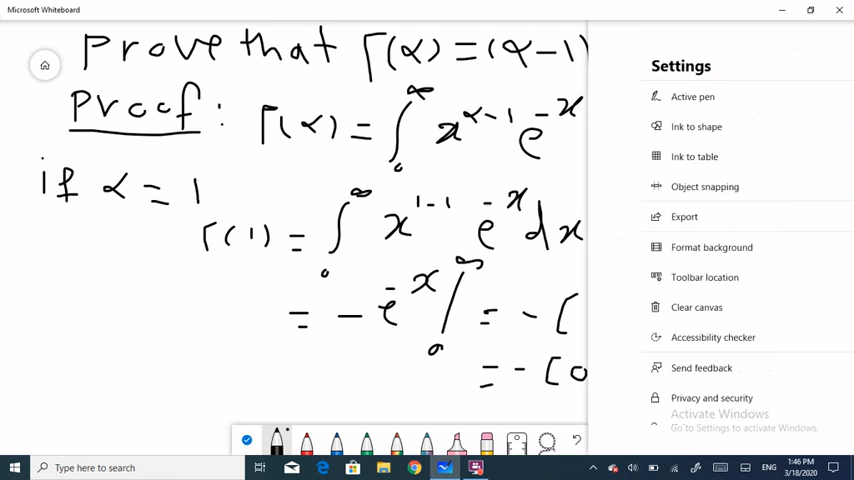 Microsoft Whiteboard
Prove that Γ(α) = (α-1)
Proof: Γ(α) = ∫₀^∞ x^(α-1) e^(-x)
if α = 1
Γ(1) = ∫₀^∞ x^(1-1) e^(-x) dx
= - e^(-x) /₀^∞ = - [
= - [0
Settings
Active pen
Ink to shape
Ink to table
Object snapping
Export
Format background
Toolbar location
Clear canvas
Accessibility checker
Send feedback
Privacy and security
Activate Windows
Go to Settings to activate Windows.
Type here to search
ENG
1:46 PM
3/18/2020